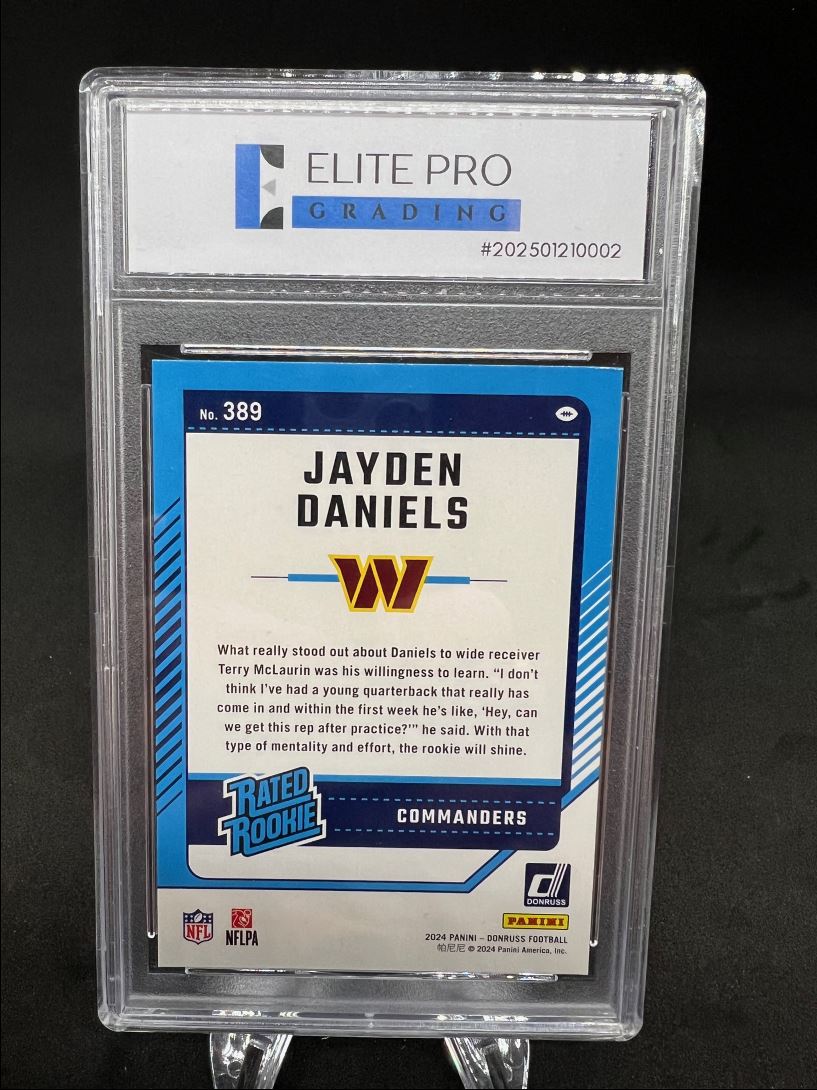 ELITE PRO
GRADING
#202501210002
No. 389
JAYDEN
DANIELS
W
What really stood out about Daniels to wide receiver
Terry McLaurin was his willingness to learn. “I don’t
think I’ve had a young quarterback that really has
come in and within the first week he’s like, ‘Hey, can
we get this rep after practice?’” he said. With that
type of mentality and effort, the rookie will shine.
RATED
ROOKIE
COMMANDERS
DONRUSS
PANINI
NFL
NFLPA
2024 PANINI – DONRUSS FOOTBALL
帕尼尼 © 2024 Panini America, Inc.